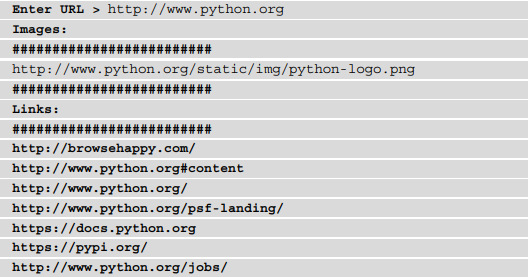 Enter URL > http://www.python.org
Images:
#########################
http://www.python.org/static/img/python-logo.png
#########################
Links:
#########################
http://browsehappy.com/
http://www.python.org#content
http://www.python.org/
http://www.python.org/psf-landing/
https://docs.python.org
https://pypi.org/
http://www.python.org/jobs/